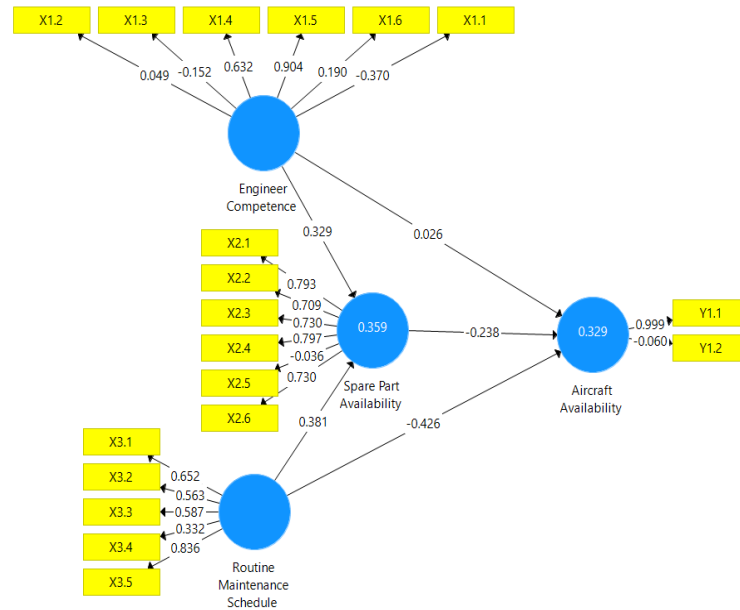 X1.2
X1.3
X1.4
X1.5
X1.6
X1.1
0.049
-0.152
0.632
0.904
0.190
-0.370
Engineer
Competence
0.329
0.026
X2.1
X2.2
X2.3
X2.4
X2.5
X2.6
0.793
0.709
0.730
0.797
-0.036
0.730
0.359
Spare Part
Availability
-0.238
0.329
Aircraft
Availability
0.999
-0.060
Y1.1
Y1.2
0.381
-0.426
X3.1
X3.2
X3.3
X3.4
X3.5
0.652
0.563
0.587
0.332
0.836
Routine
Maintenance
Schedule